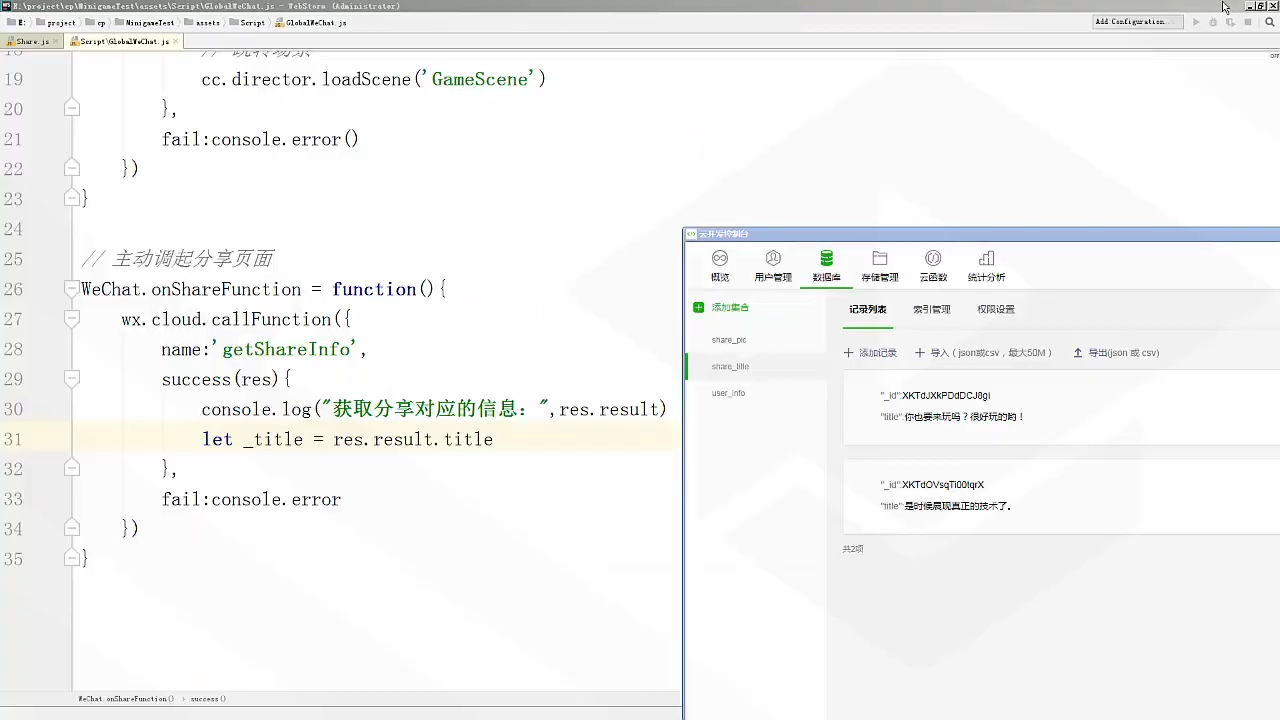 E:\project\cp\MinigameTest\assets\Script\GlobalWeChat.js - WebStorm (Administrator)
E: project cp MinigameTest assets Script GlobalWeChat.js
Add Configuration...
Share.js
Script\GlobalWeChat.js
18 // 跳转场景
19 cc.director.loadScene('GameScene')
20 },
21 fail:console.error()
22 })
23 }
24
25 // 主动调起分享页面
26 WeChat.onShareFunction = function(){
27 wx.cloud.callFunction({
28 name:'getShareInfo',
29 success(res){
30 console.log("获取分享对应的信息：",res.result)
31 let _title = res.result.title
32 },
33 fail:console.error
34 })
35 }
WeChat.onShareFunction() › success()
云开发控制台
概览 用户管理 数据库 存储管理 云函数 统计分析
添加集合
share_pic
share_title
user_info
记录列表 索引管理 权限设置
添加记录 导入（json或csv，最大50M） 导出(json 或 csv)
"_id":XKTdJXKPDdDCJ8gi
"title":你也要来玩吗？很好玩的哟！
"_id":XKTdOVsqTi00tqrX
"title":是时候展现真正的技术了。
共2项